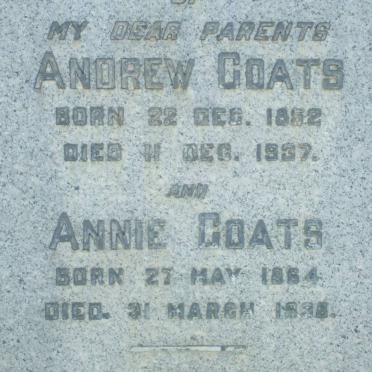 OF
MY DEAR PARENTS
ANDREW COATS
BORN 22 DEC. 1862
DIED 11 DEC. 1937.
AND
ANNIE COATS
BORN 27 MAY 1864
DIED. 31 MARCH